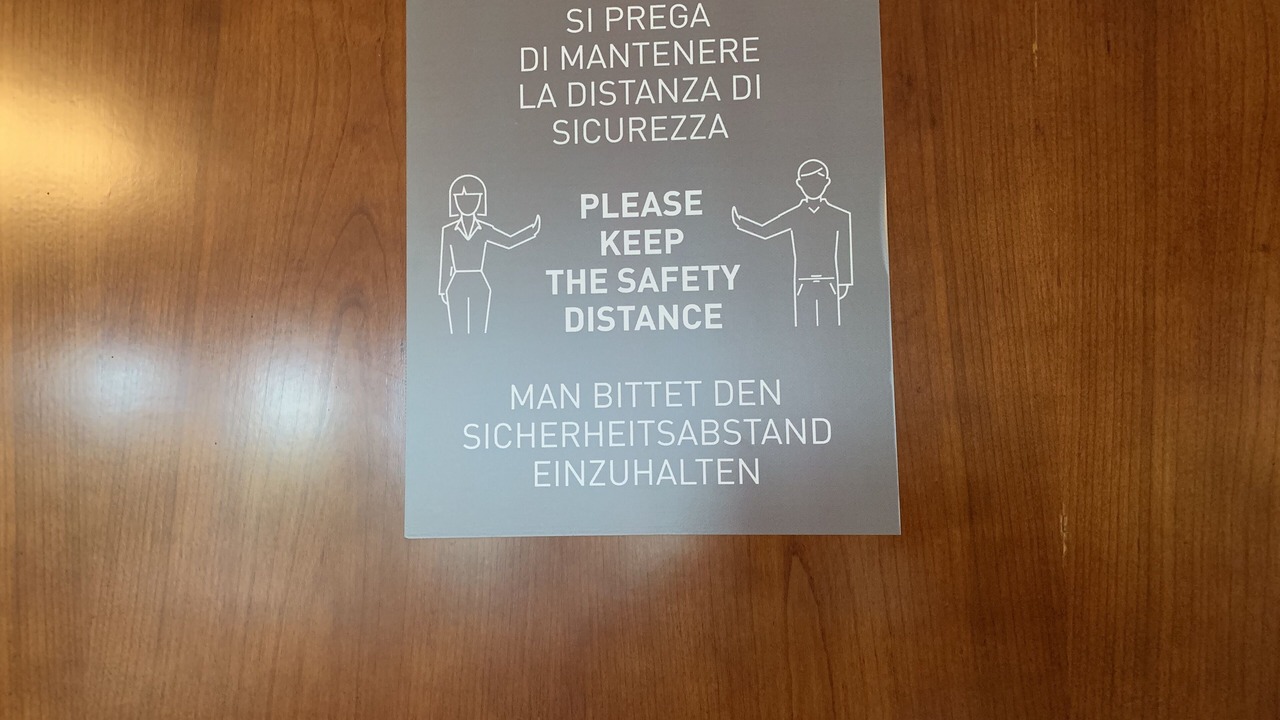 SI PREGA
DI MANTENERE
LA DISTANZA DI
SICUREZZA
PLEASE
KEEP
THE SAFETY
DISTANCE
MAN BITTET DEN
SICHERHEITSABSTAND
EINZUHALTEN